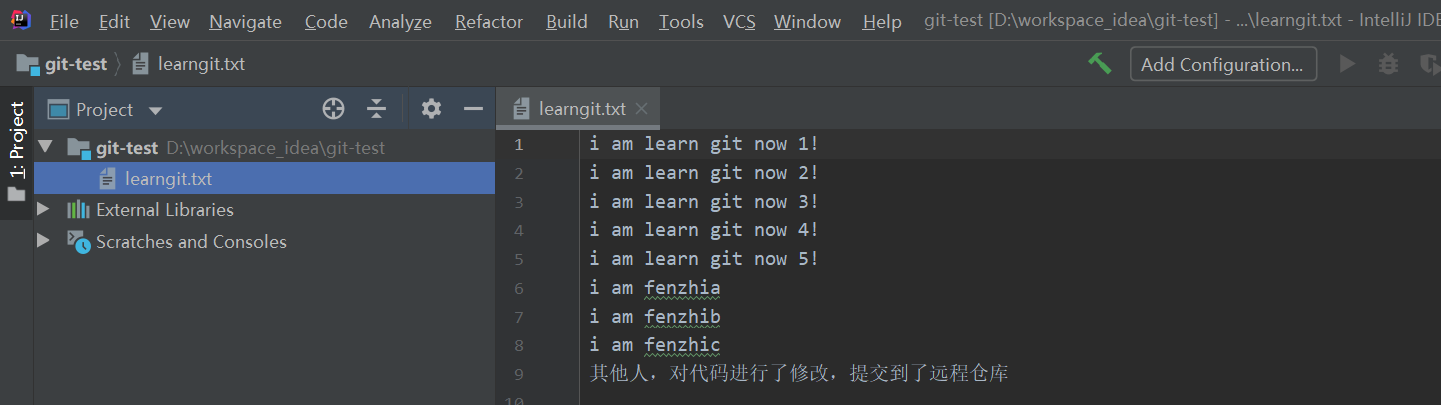 File Edit View Navigate Code Analyze Refactor Build Run Tools VCS Window Help git-test [D:\workspace_idea\git-test] - ...\learngit.txt - IntelliJ IDE
git-test learngit.txt Add Configuration...
1: Project
Project
learngit.txt
git-test D:\workspace_idea\git-test
learngit.txt
External Libraries
Scratches and Consoles
1 i am learn git now 1!
2 i am learn git now 2!
3 i am learn git now 3!
4 i am learn git now 4!
5 i am learn git now 5!
6 i am fenzhia
7 i am fenzhib
8 i am fenzhic
9 其他人，对代码进行了修改，提交到了远程仓库
10